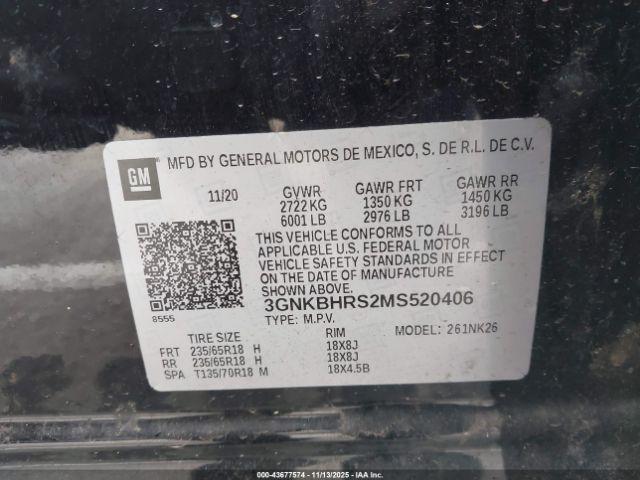 GM
MFD BY GENERAL MOTORS DE MEXICO, S. DE R.L. DE C.V.
11/20
GVWR
2722 KG
6001 LB
GAWR FRT
1350 KG
2976 LB
GAWR RR
1450 KG
3196 LB
THIS VEHICLE CONFORMS TO ALL
APPLICABLE U.S. FEDERAL MOTOR
VEHICLE SAFETY STANDARDS IN EFFECT
ON THE DATE OF MANUFACTURE
SHOWN ABOVE.
8555
3GNKBHRS2MS520406
TYPE: M.P.V.
MODEL: 261NK26
TIRE SIZE RIM
FRT 235/65R18 H 18X8J
RR 235/65R18 H 18X8J
SPA T135/70R18 M 18X4.5B
© - 43677574 - 11/13/2025 - IAAI.COM